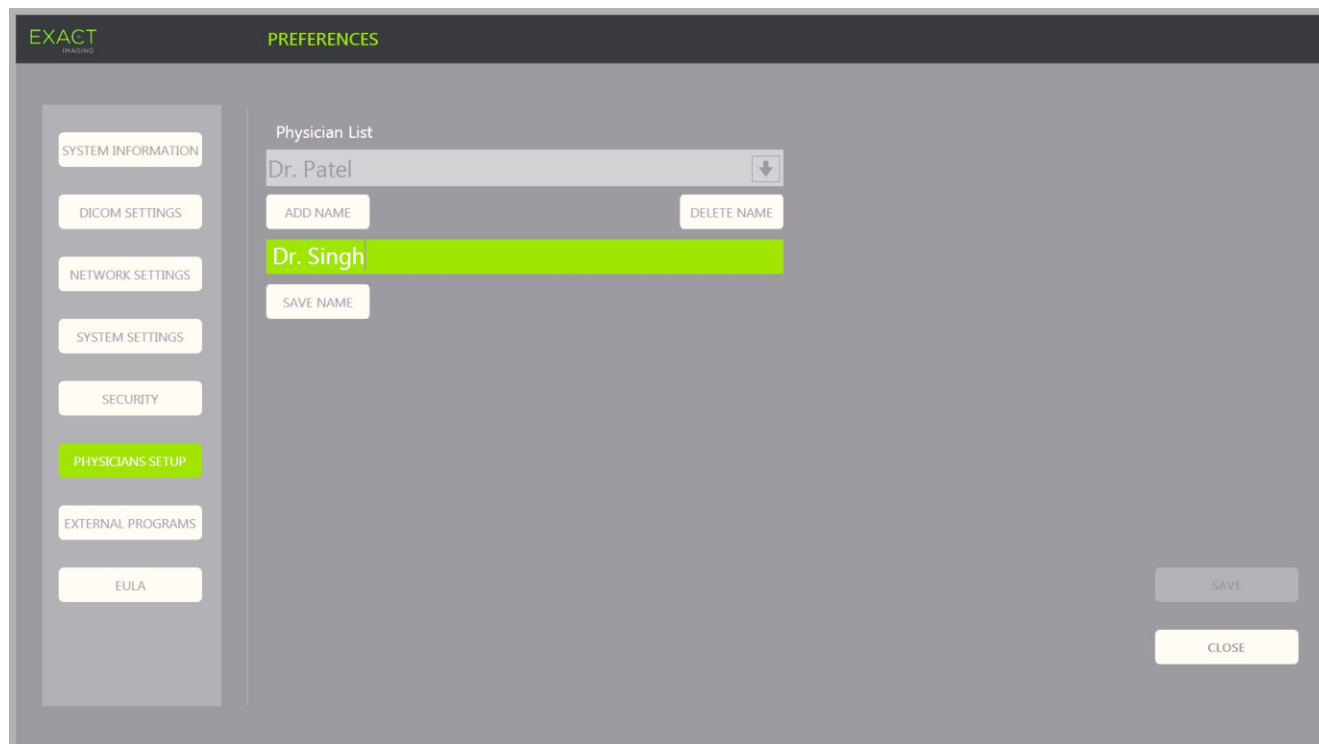 EXACT
IMAGING
PREFERENCES
SYSTEM INFORMATION
DICOM SETTINGS
NETWORK SETTINGS
SYSTEM SETTINGS
SECURITY
PHYSICIANS SETUP
EXTERNAL PROGRAMS
EULA
Physician List
Dr. Patel
ADD NAME DELETE NAME
Dr. Singh
SAVE NAME
SAVE
CLOSE